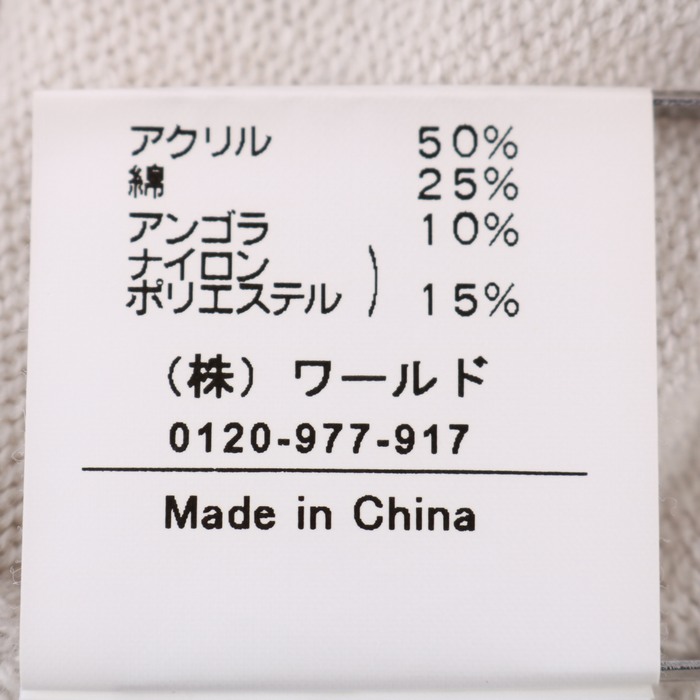 アクリル 50%
綿 25%
アンゴラ 10%
ナイロン
ポリエステル ) 15%
(株) ワールド
0120-977-917
Made in China